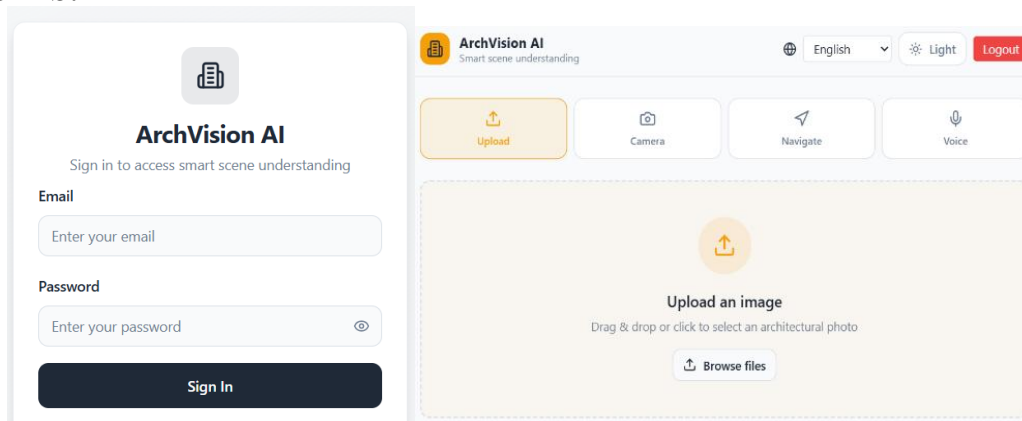 ArchVision AI
Sign in to access smart scene understanding
Email
Enter your email
Password
Enter your password
Sign In
ArchVision AI
Smart scene understanding
English
Light
Logout
Upload
Camera
Navigate
Voice
Upload an image
Drag & drop or click to select an architectural photo
Browse files